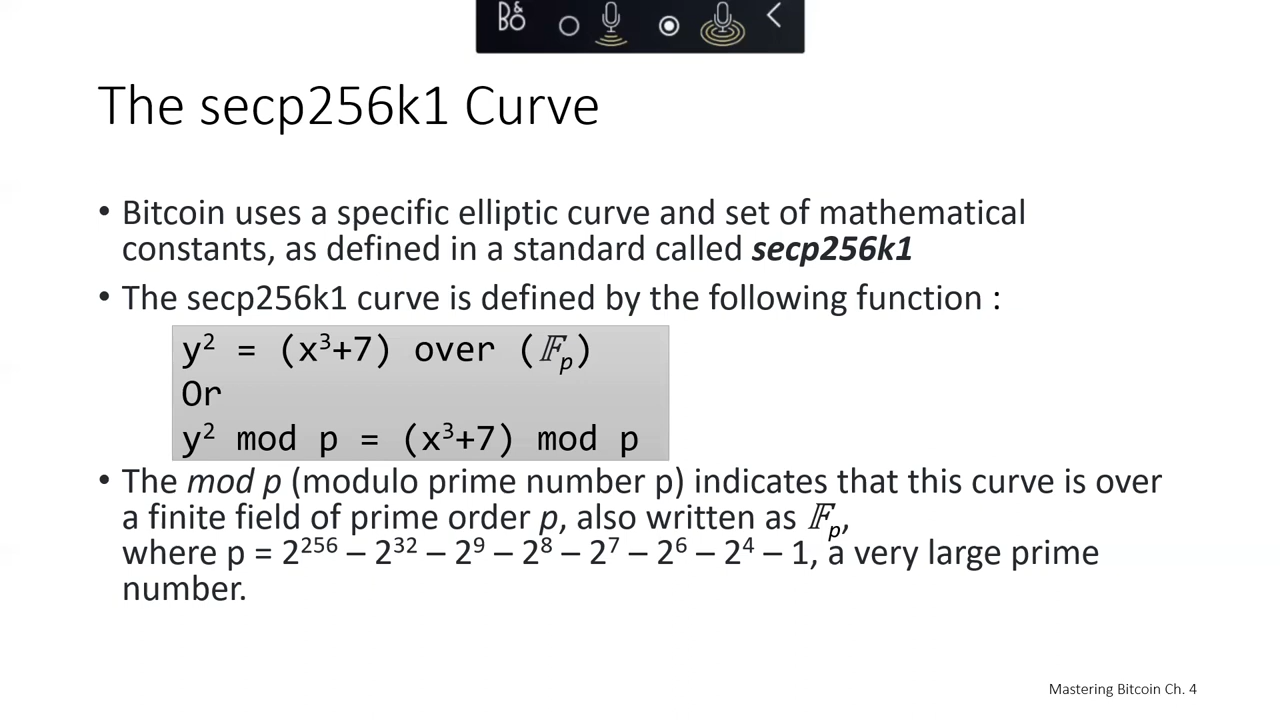 B&O
The secp256k1 Curve
• Bitcoin uses a specific elliptic curve and set of mathematical
constants, as defined in a standard called secp256k1
• The secp256k1 curve is defined by the following function :
y² = (x³+7) over (𝔽ₚ)
Or
y² mod p = (x³+7) mod p
• The mod p (modulo prime number p) indicates that this curve is over
a finite field of prime order p, also written as 𝔽ₚ,
where p = 2²⁵⁶ – 2³² – 2⁹ – 2⁸ – 2⁷ – 2⁶ – 2⁴ – 1, a very large prime
number.
Mastering Bitcoin Ch. 4